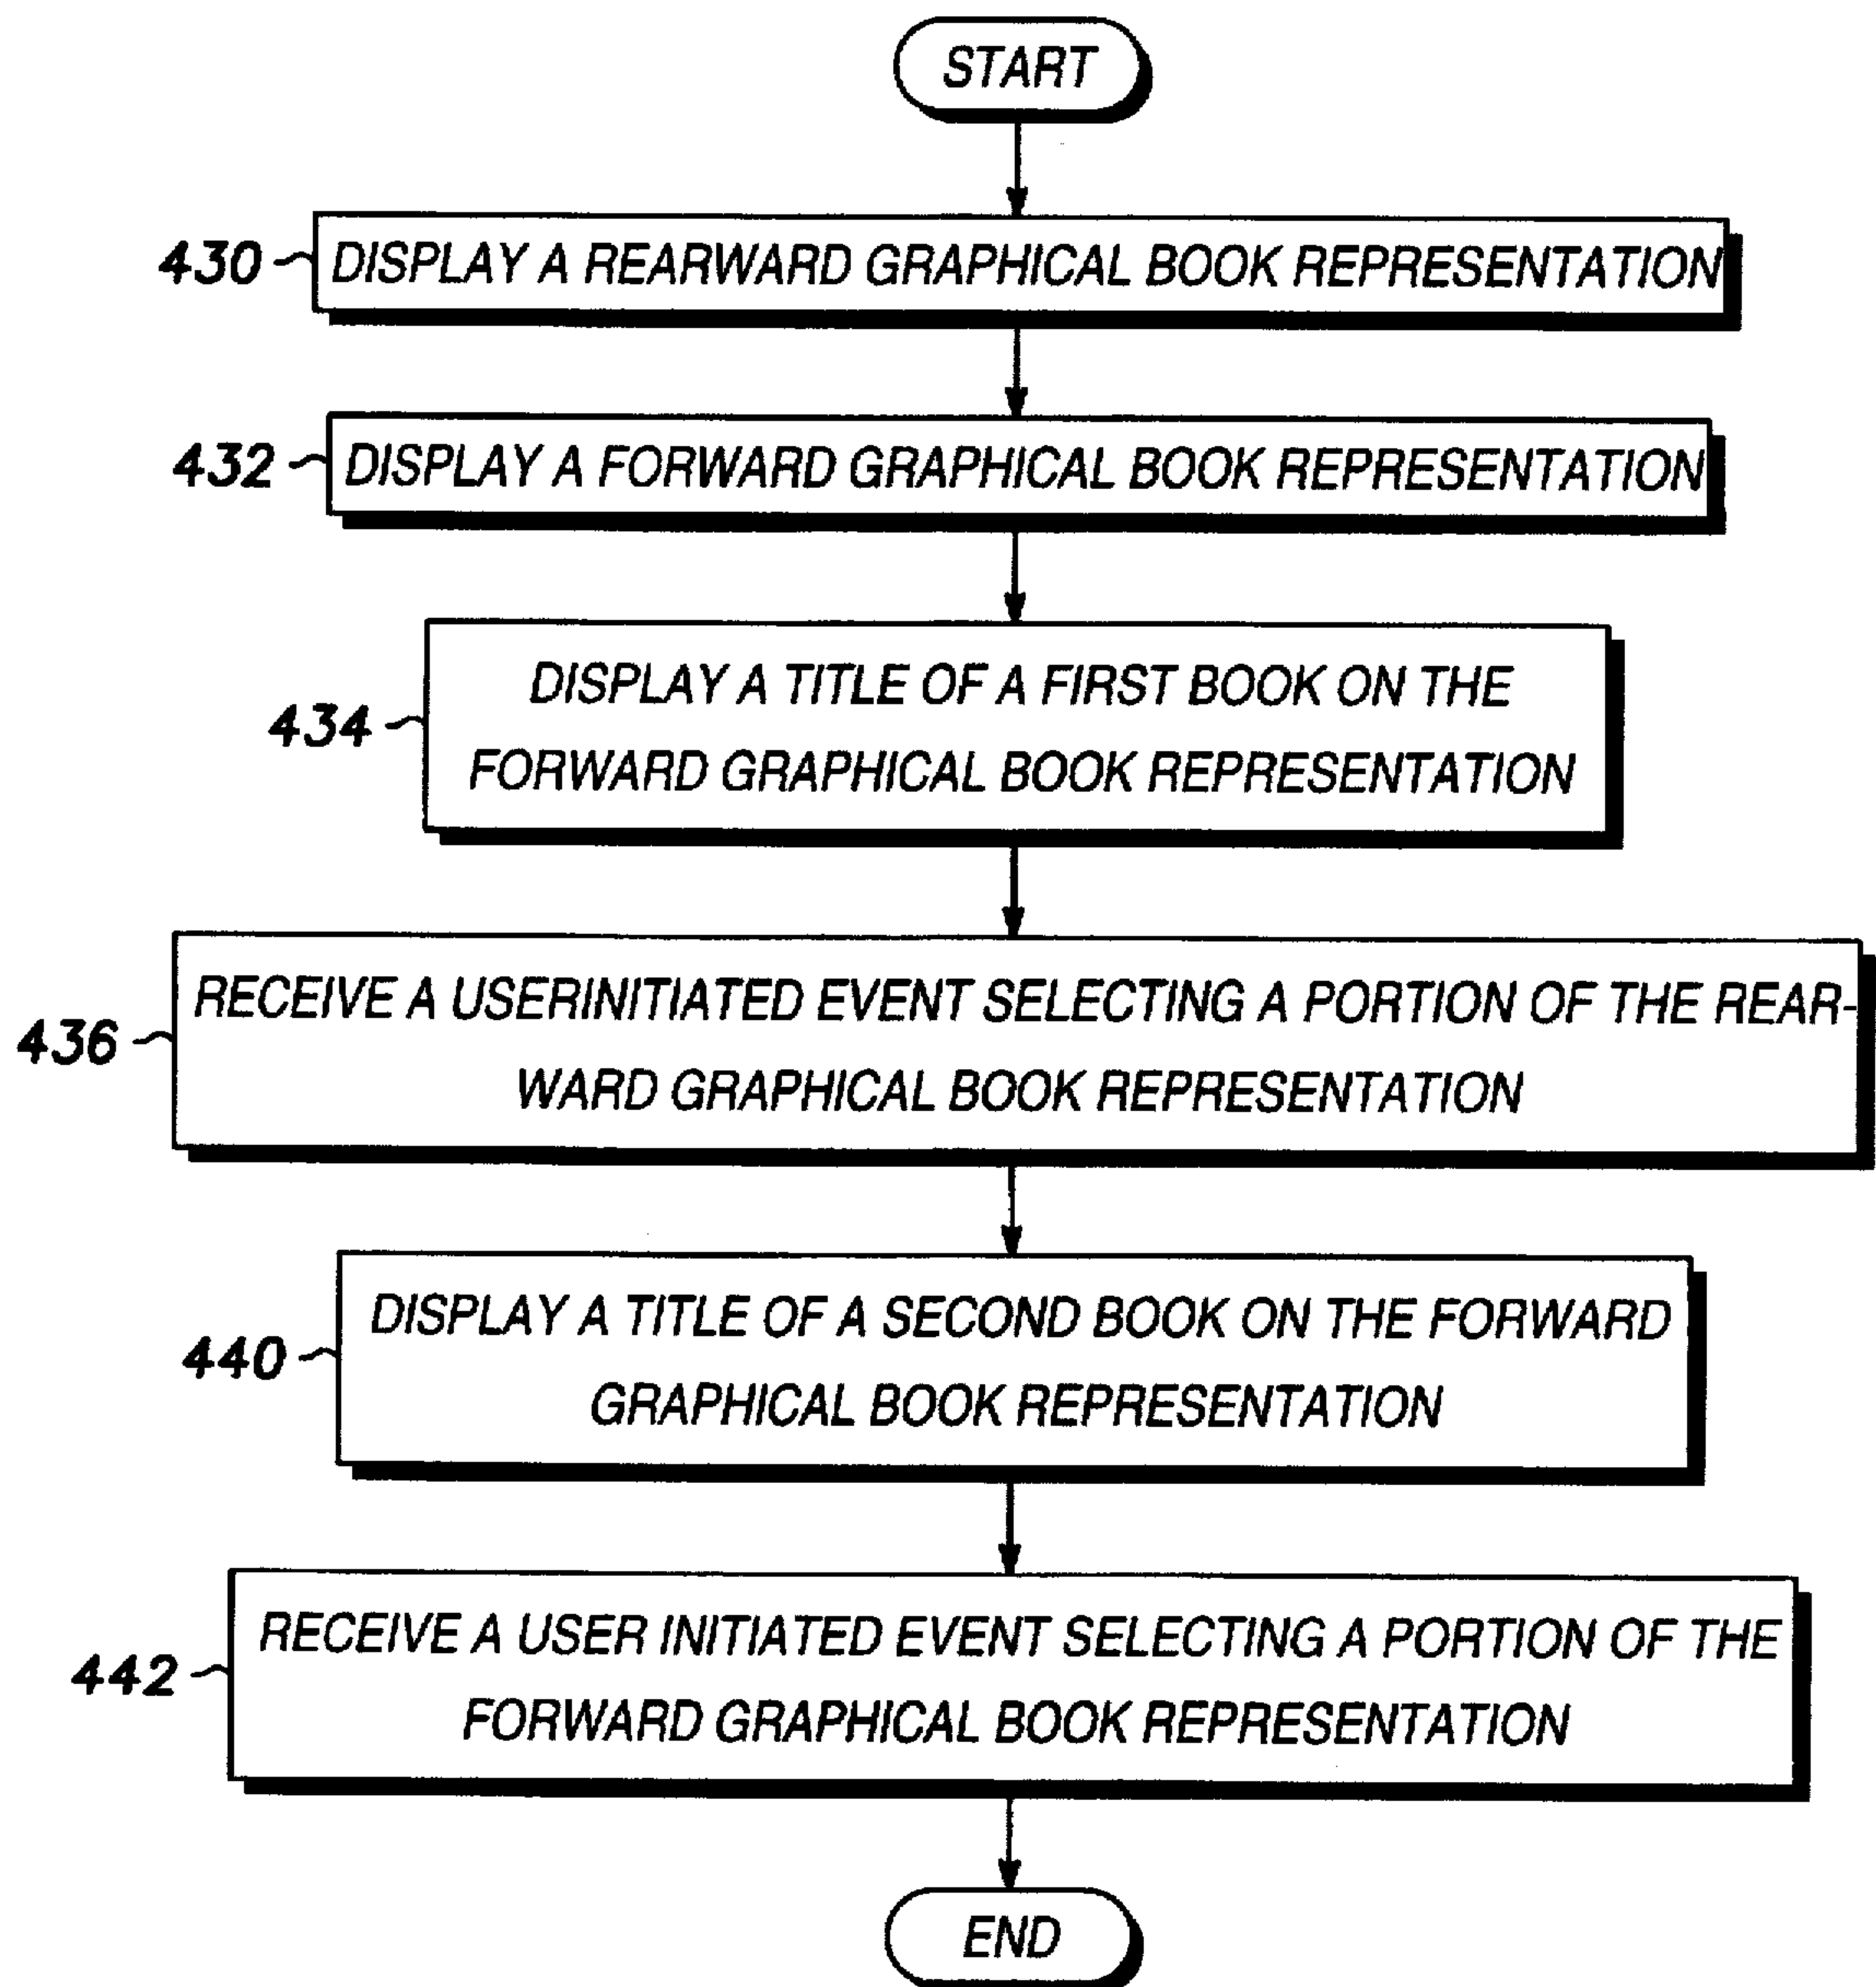 START
430 DISPLAY A REARWARD GRAPHICAL BOOK REPRESENTATION
432 DISPLAY A FORWARD GRAPHICAL BOOK REPRESENTATION
DISPLAY A TITLE OF A FIRST BOOK ON THE
434
FORWARD GRAPHICAL BOOK REPRESENTATION
RECEIVE A USERINITIATED EVENT SELECTING A PORTION OF THE REAR-
436
WARD GRAPHICAL BOOK REPRESENTATION
DISPLAY A TITLE OF A SECOND BOOK ON THE FORWARD
440
GRAPHICAL BOOK REPRESENTATION
RECEIVE A USER INITIATED EVENT SELECTING A PORTION OF THE
442
FORWARD GRAPHICAL BOOK REPRESENTATION
END